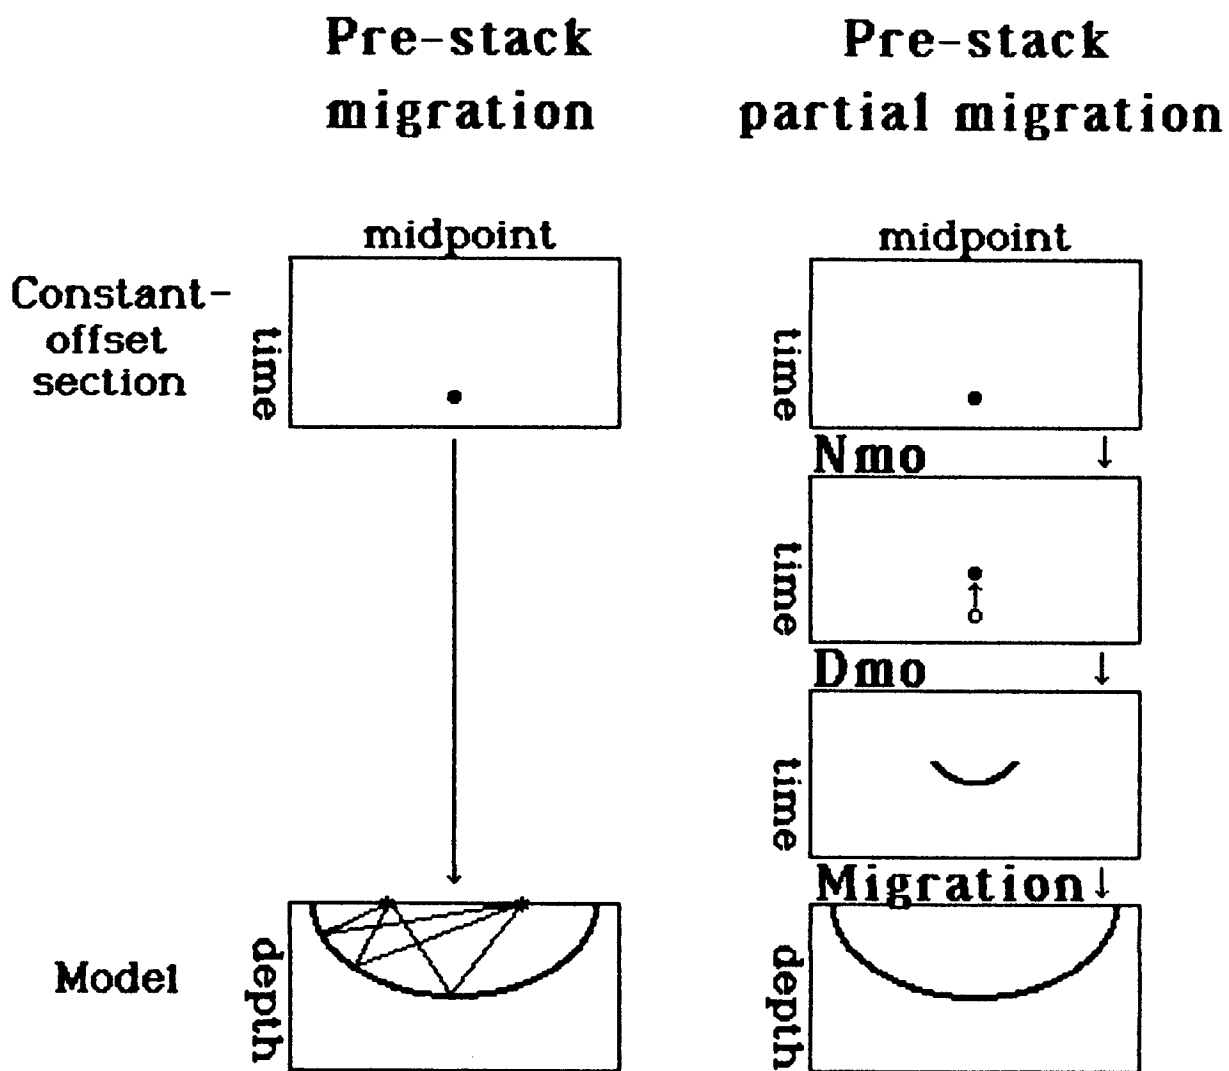 Pre-stack
migration
Pre-stack
partial migration
midpoint
Constant-
offset
section
time
midpoint
time
Nmo
time
Dmo
time
Migration
Model
depth
depth